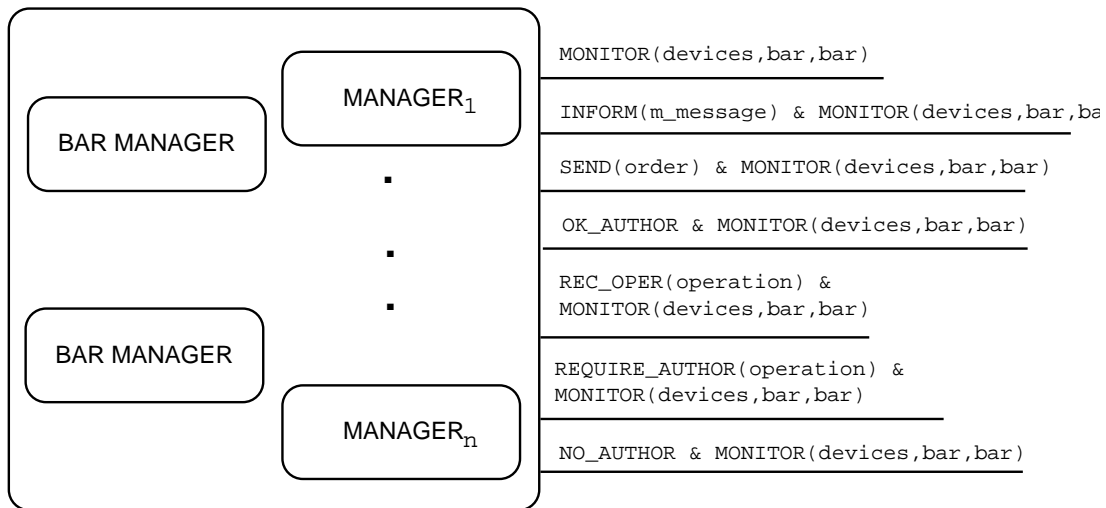 MONITOR(devices,bar,bar)
MANAGER1
INFORM(m_message) & MONITOR(devices,bar,ba
BAR MANAGER
SEND(order) & MONITOR(devices,bar,bar)
OK_AUTHOR & MONITOR(devices,bar,bar)
REC_OPER(operation) &
MONITOR(devices,bar,bar)
BAR MANAGER
REQUIRE_AUTHOR(operation) &
MONITOR(devices,bar,bar)
MANAGERn
NO_AUTHOR & MONITOR(devices,bar,bar)